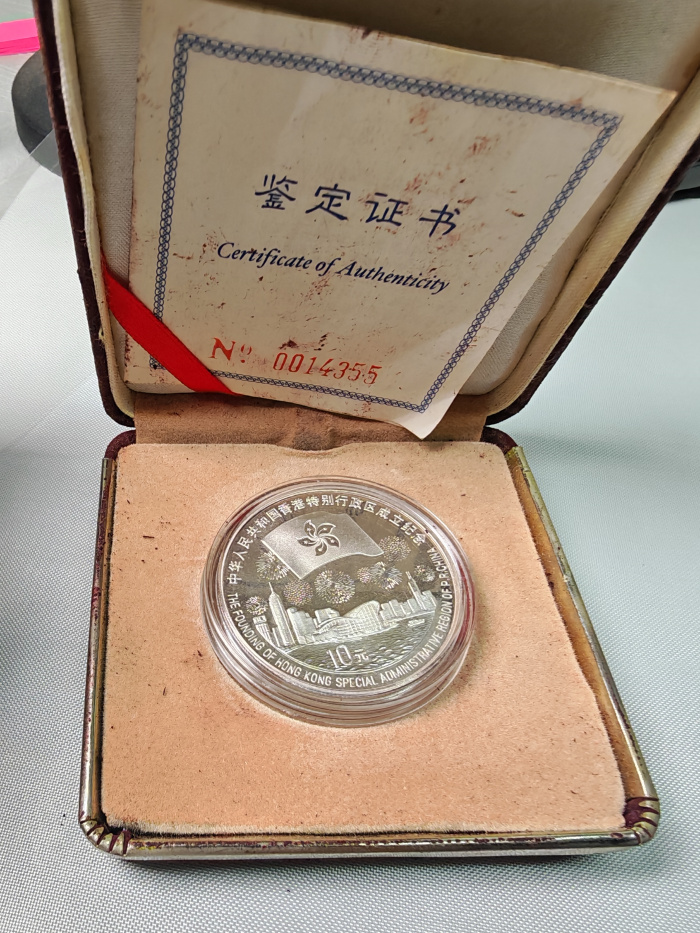 鉴定证书
Certificate of Authenticity
Nº 0014355
中华人民共和国香港特别行政区成立纪念
THE FOUNDING OF HONG KONG SPECIAL ADMINISTRATIVE REGION OF P.R.CHINA
10元